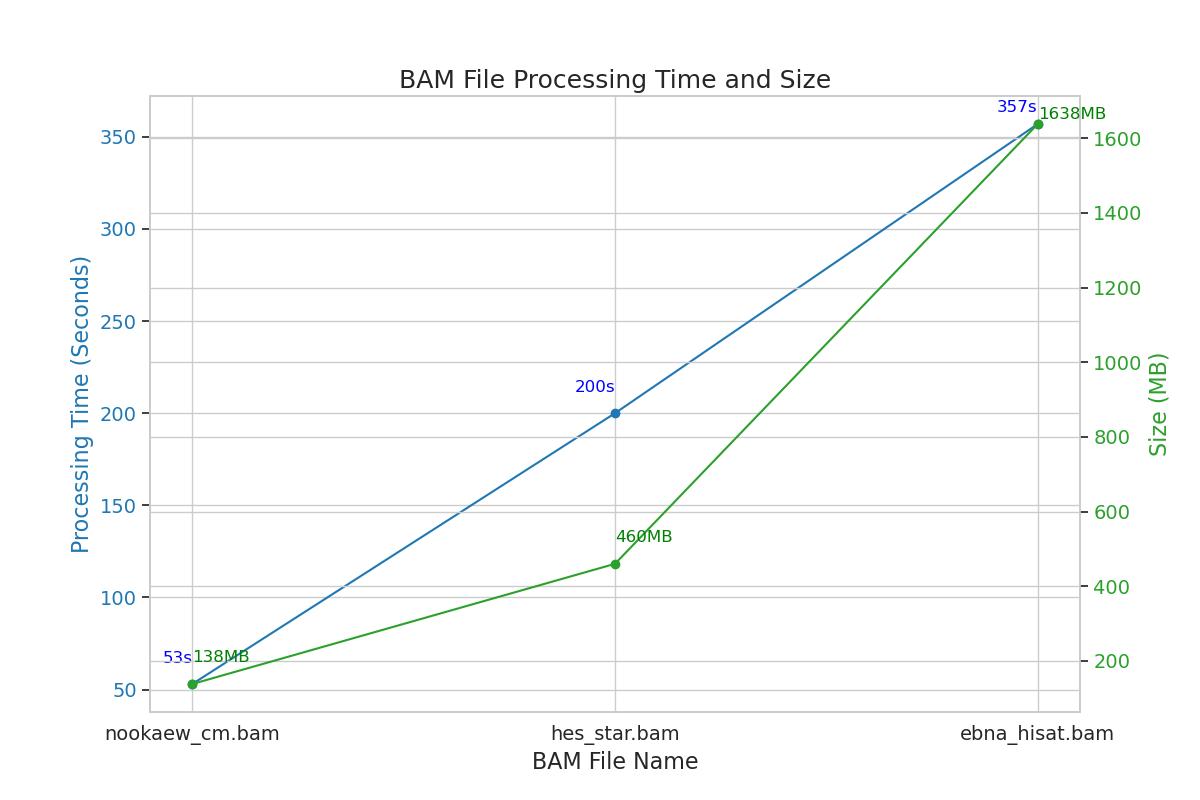 BAM File Processing Time and Size
357s
1638MB
350
300
250
200
150
100
50
Processing Time (Seconds)
1600
1400
1200
1000
800
600
400
200
Size (MB)
200s
460MB
53s
138MB
nookaew_cm.bam
hes_star.bam
ebna_hisat.bam
BAM File Name